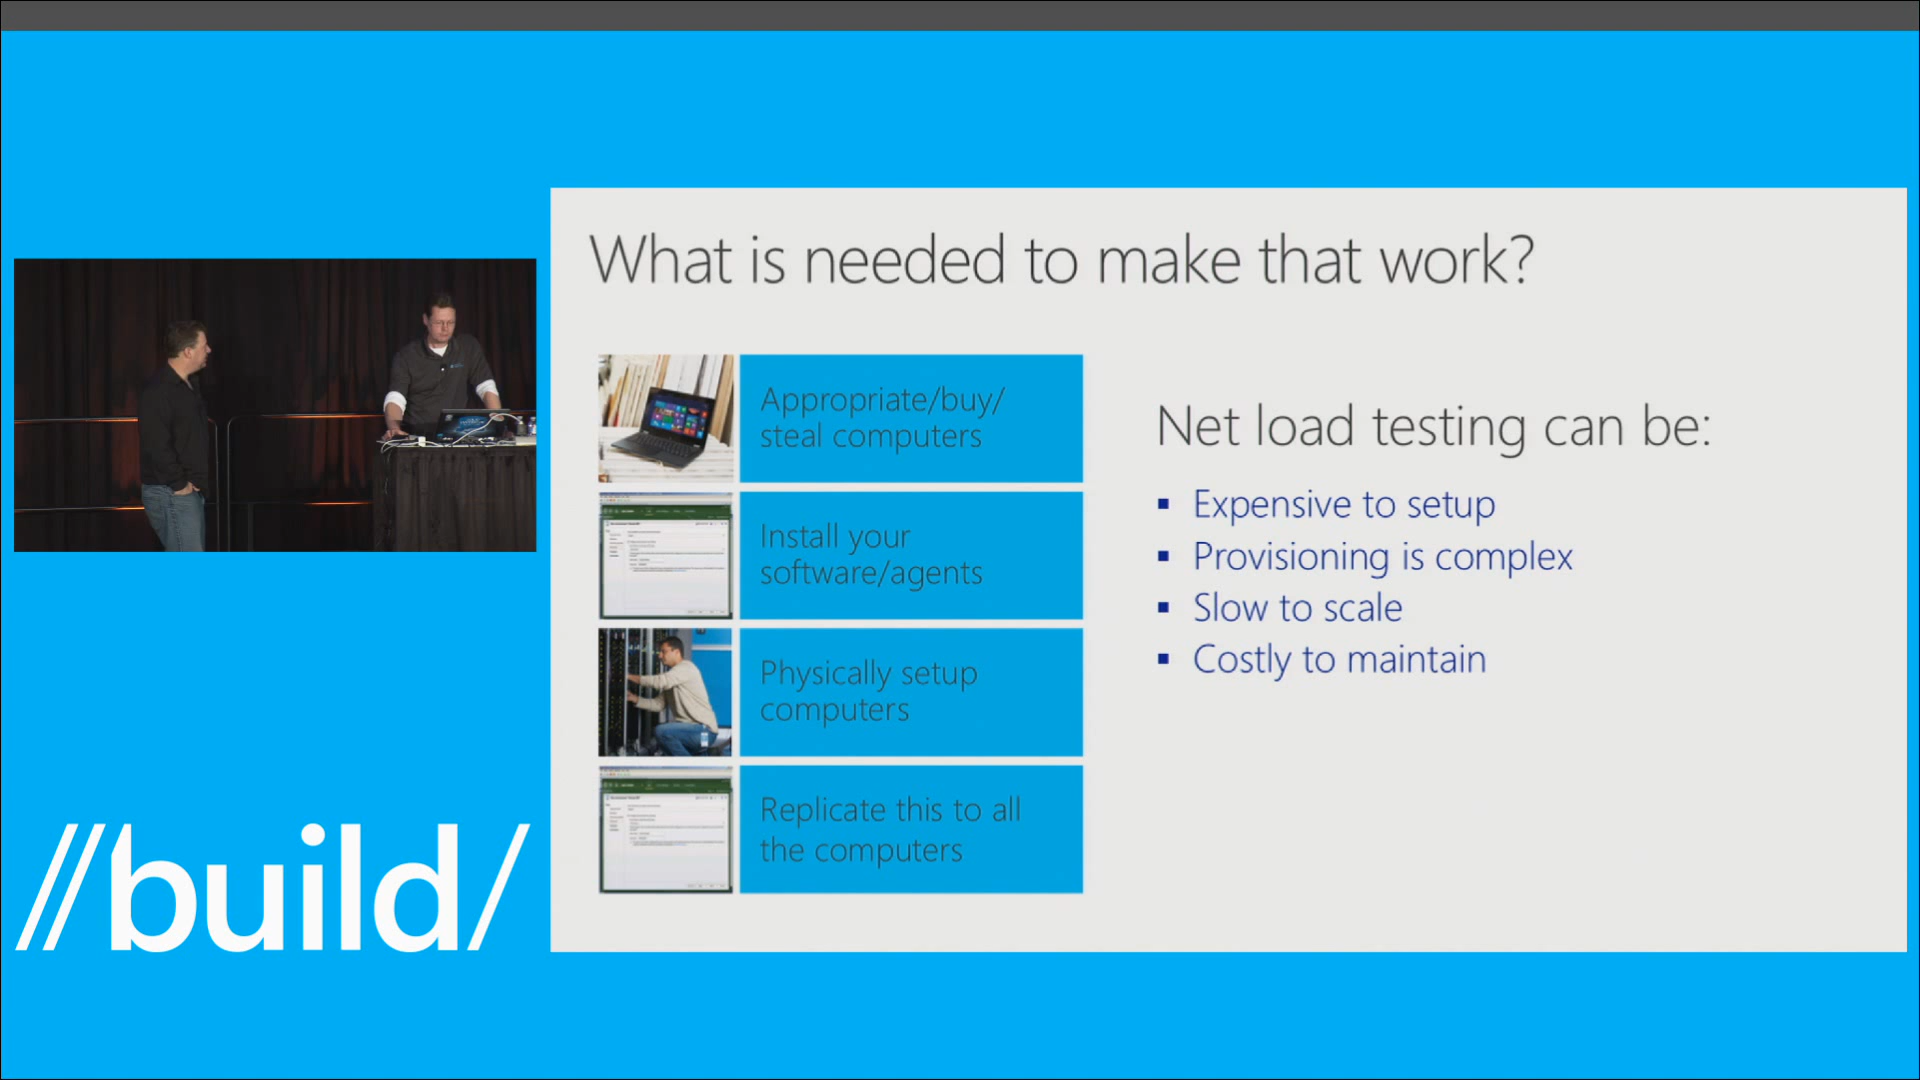 What is needed to make that work?
Appropriate/buy/
steal computers
Install your
software/agents
Physically setup
computers
Replicate this to all
the computers
Net load testing can be:
▪ Expensive to setup
▪ Provisioning is complex
▪ Slow to scale
▪ Costly to maintain
//build/